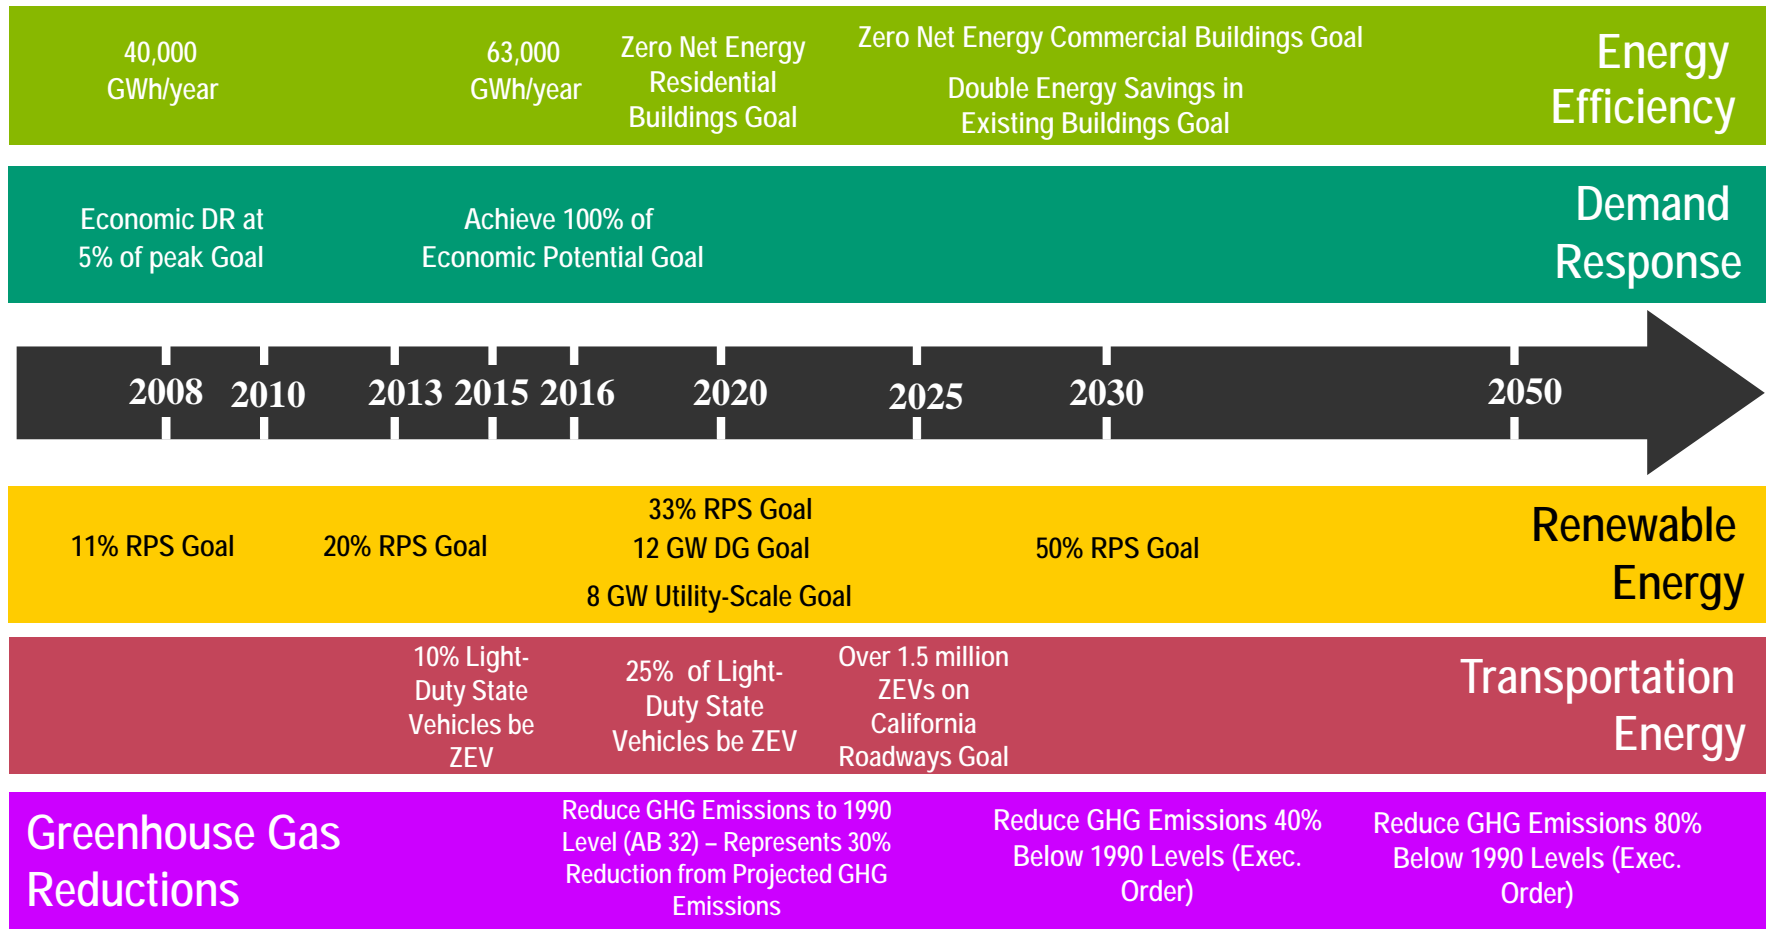 40,000
GWh/year
63,000
GWh/year
Zero Net Energy
Residential
Buildings Goal
Zero Net Energy Commercial Buildings Goal
Double Energy Savings in
Existing Buildings Goal
Energy
Efficiency
Economic DR at
5% of peak Goal
Achieve 100% of
Economic Potential Goal
Demand
Response
2008 2010 2013 2015 2016 2020 2025 2030 2050
11% RPS Goal
20% RPS Goal
33% RPS Goal
12 GW DG Goal
8 GW Utility-Scale Goal
50% RPS Goal
Renewable
Energy
10% Light-
Duty State
Vehicles be
ZEV
25% of Light-
Duty State
Vehicles be ZEV
Over 1.5 million
ZEVs on
California
Roadways Goal
Transportation
Energy
Greenhouse Gas
Reductions
Reduce GHG Emissions to 1990
Level (AB 32) – Represents 30%
Reduction from Projected GHG
Emissions
Reduce GHG Emissions 40%
Below 1990 Levels (Exec.
Order)
Reduce GHG Emissions 80%
Below 1990 Levels (Exec.
Order)